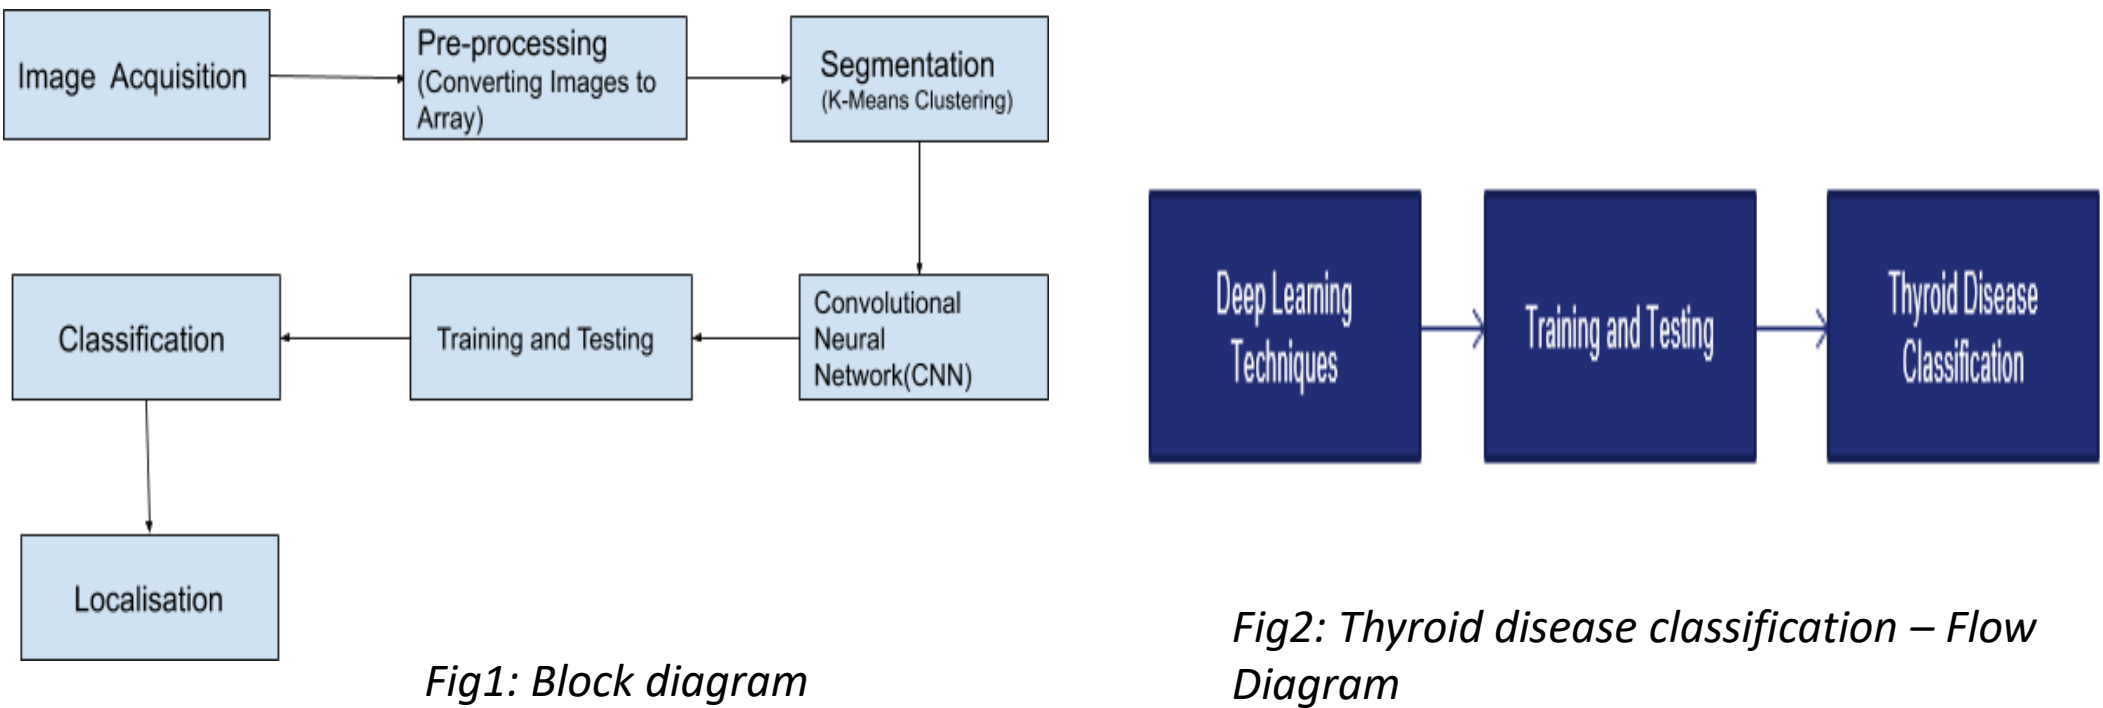 Image Acquisition
Pre-processing
(Converting Images to
Array)
Segmentation
(K-Means Clustering)
Convolutional
Neural
Network(CNN)
Training and Testing
Classification
Localisation
Fig1: Block diagram
Deep Learning
Techniques
Training and Testing
Thyroid Disease
Classification
Fig2: Thyroid disease classification – Flow
Diagram